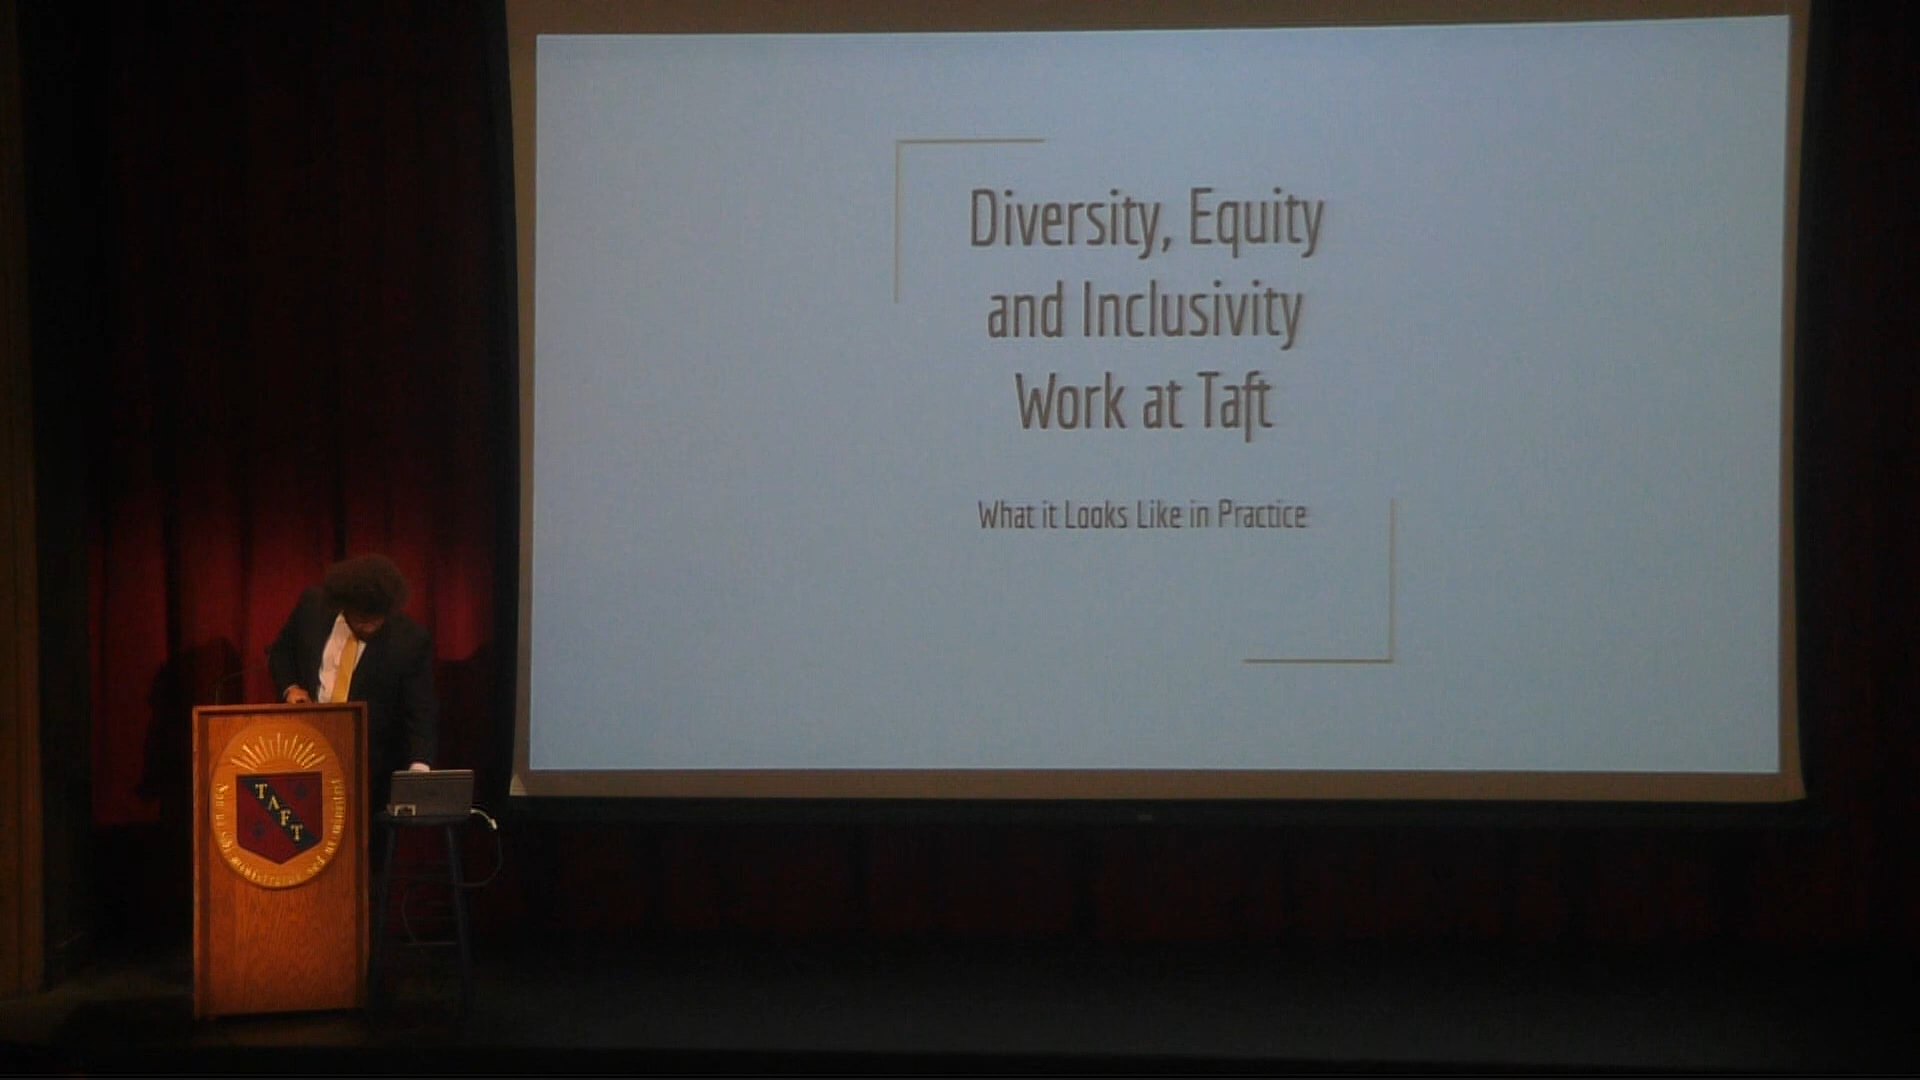 Diversity, Equity
and Inclusivity
Work at Taft
What it Looks Like in Practice
TAFT